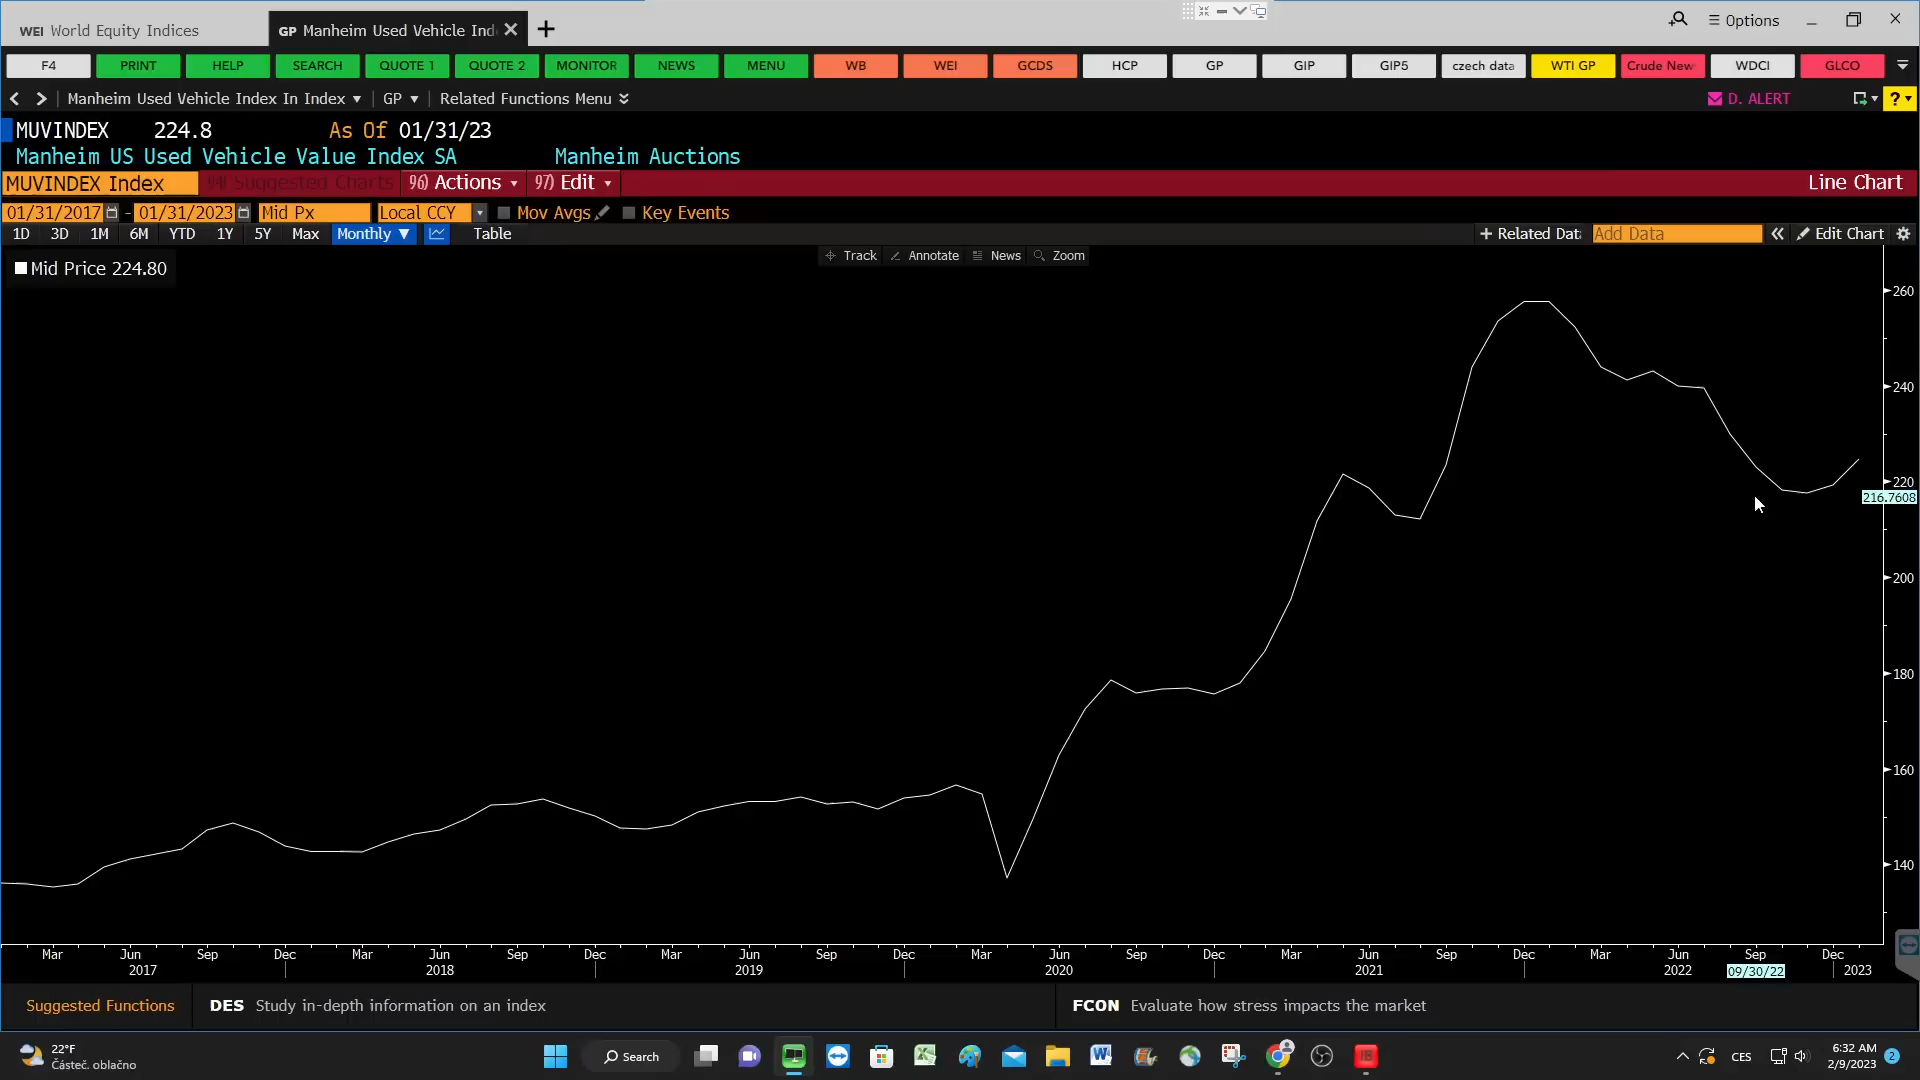 WEI World Equity Indices
GP Manheim Used Vehicle Ind
Options
F4 PRINT HELP SEARCH QUOTE 1 QUOTE 2 MONITOR NEWS MENU WB WEI GCDS HCP GP GIP GIP5 czech data WTI GP Crude New WDCI GLCO
Manheim Used Vehicle Index In Index GP Related Functions Menu D. ALERT ?
MUVINDEX 224.8 As Of 01/31/23
Manheim US Used Vehicle Value Index SA Manheim Auctions
MUVINDEX Index 94) Suggested Charts 96) Actions 97) Edit Line Chart
01/31/2017 - 01/31/2023 Mid Px Local CCY Mov Avgs Key Events
1D 3D 1M 6M YTD 1Y 5Y Max Monthly Table + Related Data Add Data Edit Chart
Track Annotate News Zoom
Mid Price 224.80
260
240
220
216.7608
200
180
160
140
Mar Jun Sep Dec Mar Jun Sep Dec Mar Jun Sep Dec Mar Jun Sep Dec Mar Jun Sep Dec Mar Jun Sep Dec
2017 2018 2019 2020 2021 2022 09/30/22 2023
Suggested Functions DES Study in-depth information on an index FCON Evaluate how stress impacts the market
22°F
Částeč. oblačno
Search
CES
6:32 AM
2/9/2023
2